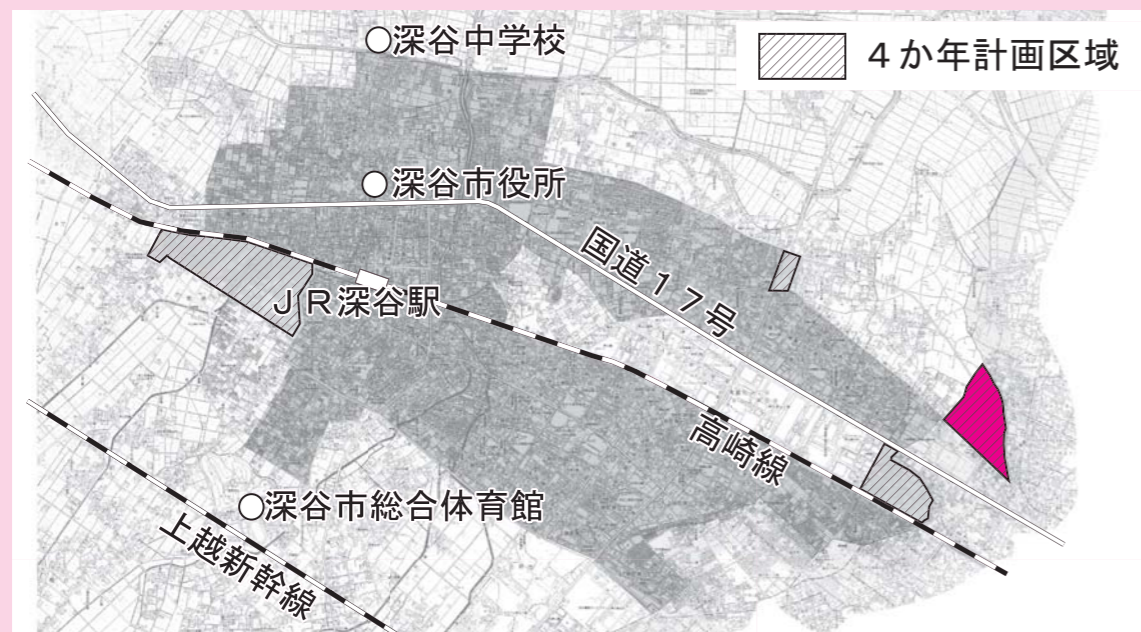 深谷中学校
４か年計画区域
深谷市役所
国道１７号
ＪＲ深谷駅
高崎線
深谷市総合体育館
上越新幹線